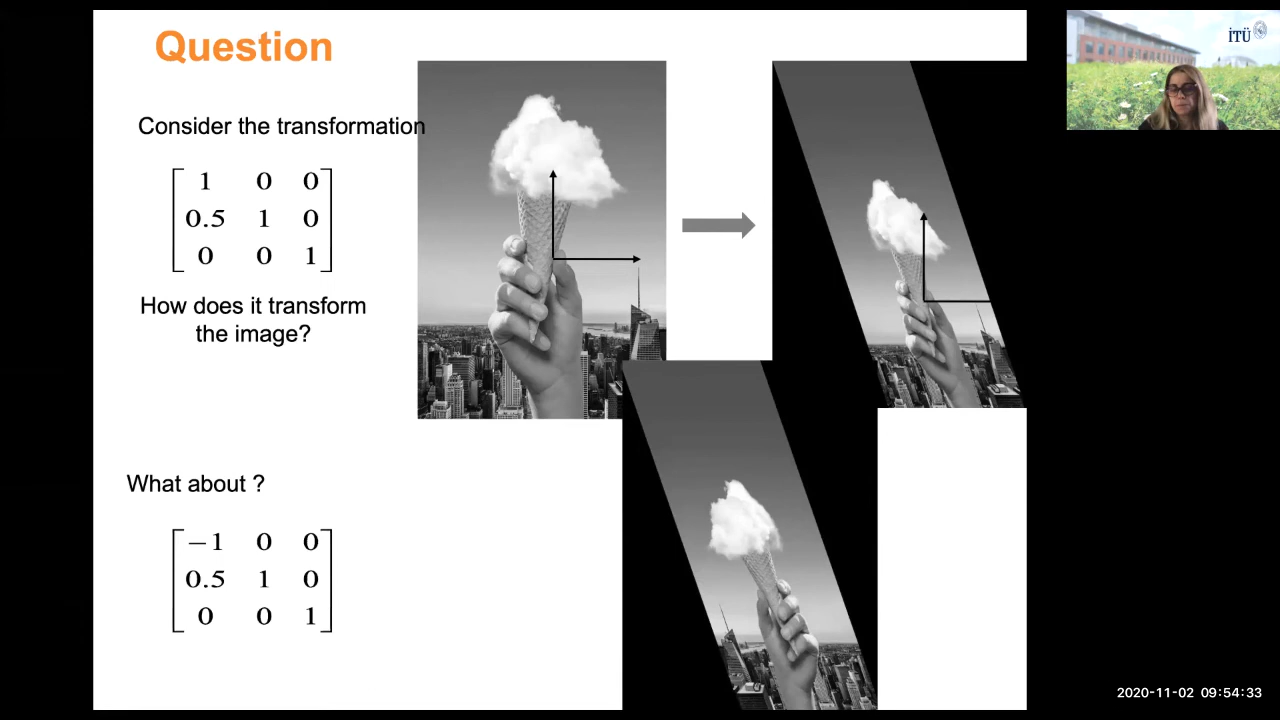 Question
Consider the transformation
1 0 0
0.5 1 0
0 0 1
How does it transform
the image?
What about ?
−1 0 0
0.5 1 0
0 0 1
İTÜ
2020-11-02 09:54:33